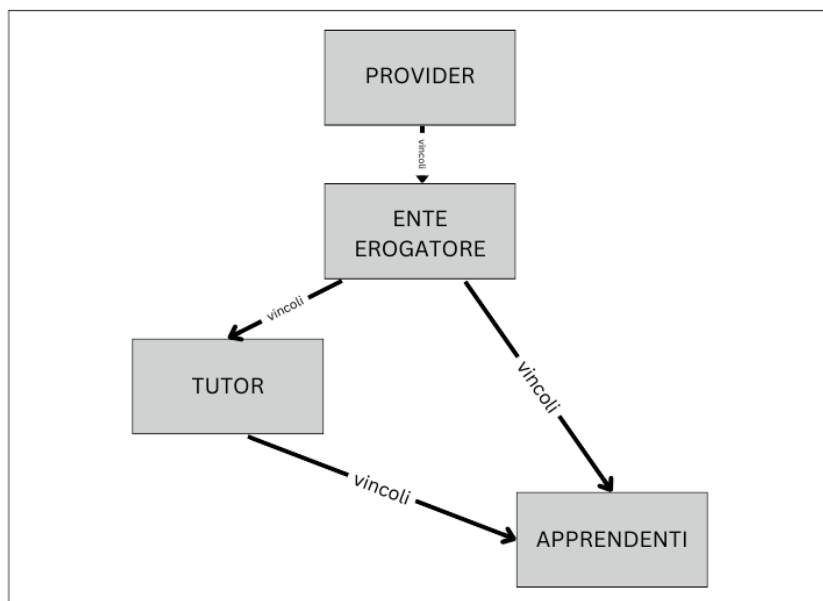 PROVIDER
vincoli
ENTE
EROGATORE
vincoli
vincoli
TUTOR
vincoli
APPRENDENTI